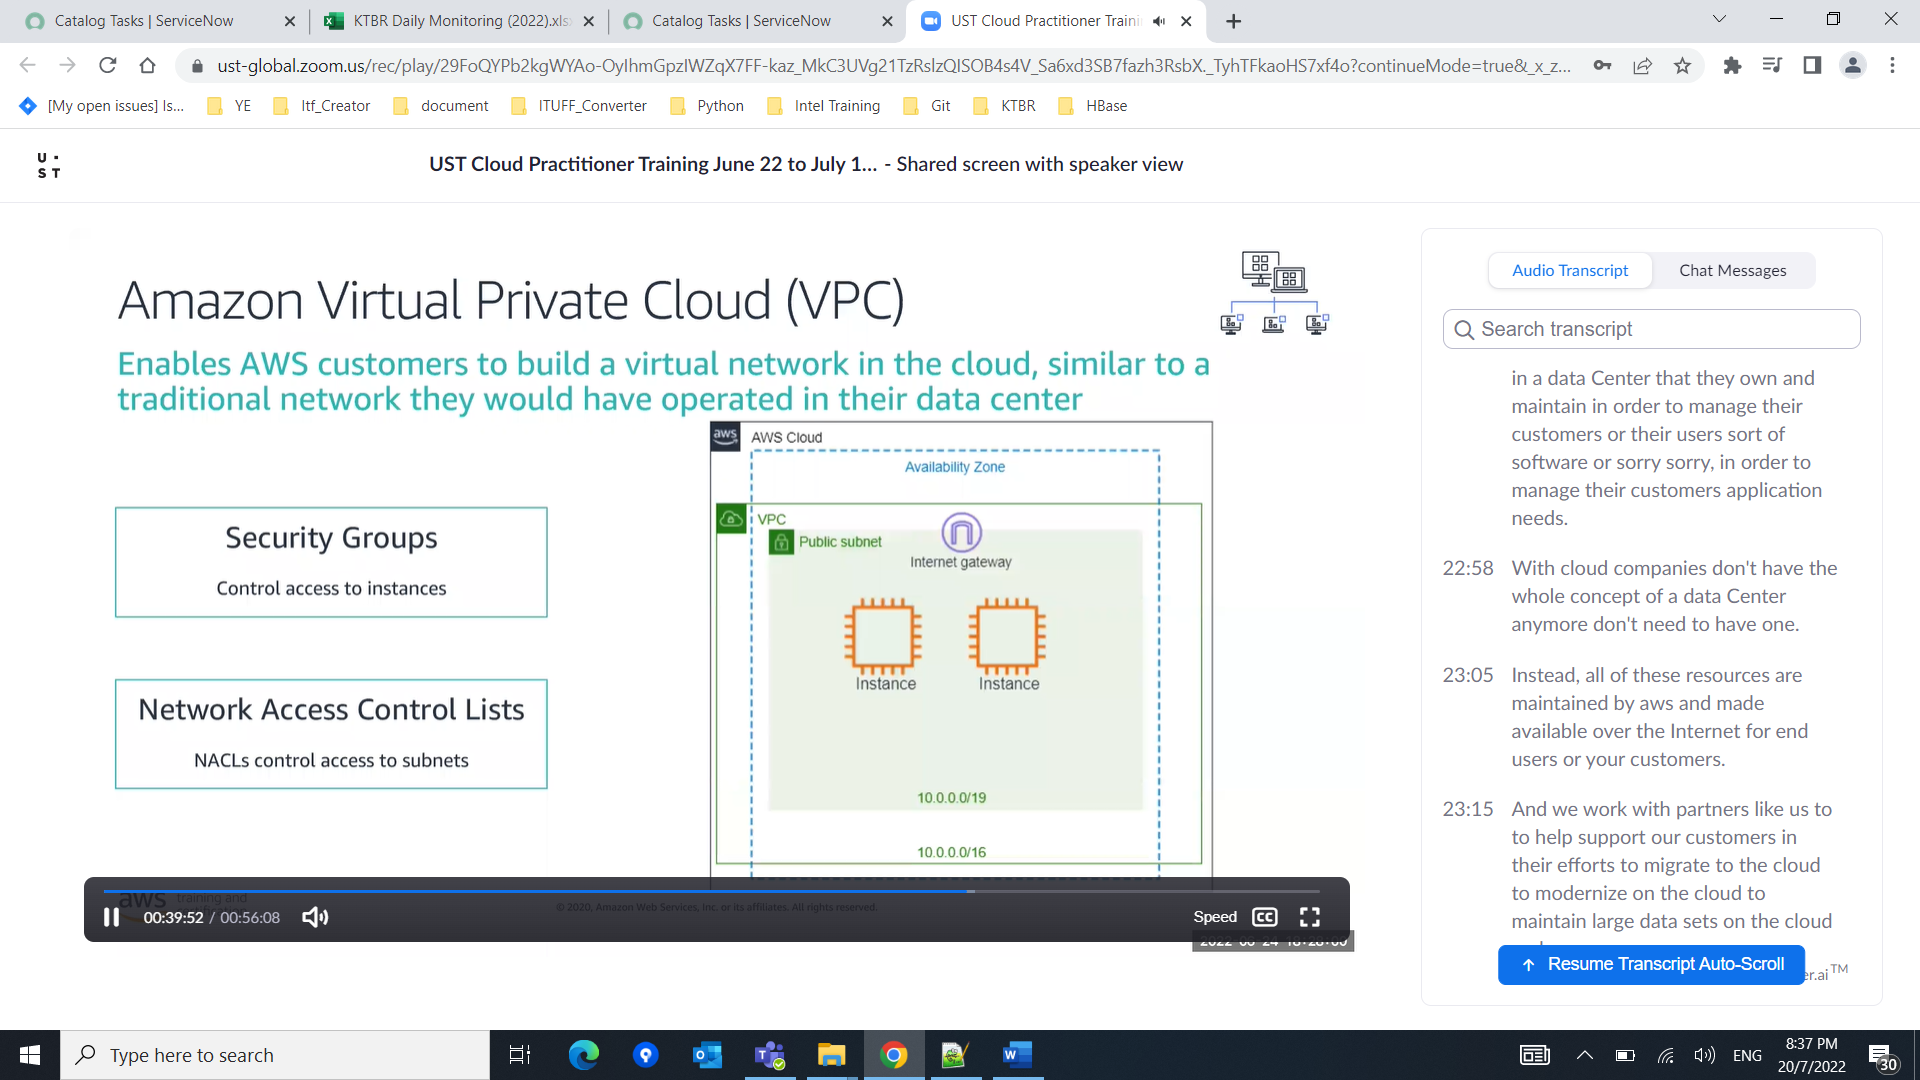 Catalog Tasks | ServiceNow
KTBR Daily Monitoring (2022).xls
Catalog Tasks | ServiceNow
UST Cloud Practitioner Traini
ust-global.zoom.us/rec/play/29FoQYPb2kgWYAo-OyIhmGpzIWZqX7FF-kaz_MkC3UVg21TzRslzQISOB4s4V_Sa6xd3SB7fazh3RsbX._TyhTFkaoHS7xf4o?continueMode=true&_x_z...
[My open issues] Is...
YE
Itf_Creator
document
ITUFF_Converter
Python
Intel Training
Git
KTBR
HBase
U
ST
UST Cloud Practitioner Training June 22 to July 1... - Shared screen with speaker view
Amazon Virtual Private Cloud (VPC)
Enables AWS customers to build a virtual network in the cloud, similar to a
traditional network they would have operated in their data center
Security Groups
Control access to instances
Network Access Control Lists
NACLs control access to subnets
aws
AWS Cloud
Availability Zone
VPC
Public subnet
Internet gateway
Instance
Instance
10.0.0.0/19
10.0.0.0/16
aws training and
© 2020, Amazon Web Services, Inc. or its affiliates. All rights reserved.
00:39:52 / 00:56:08
Speed
CC
Audio Transcript
Chat Messages
Search transcript
in a data Center that they own and
maintain in order to manage their
customers or their users sort of
software or sorry sorry, in order to
manage their customers application
needs.
22:58 With cloud companies don't have the
whole concept of a data Center
anymore don't need to have one.
23:05 Instead, all of these resources are
maintained by aws and made
available over the Internet for end
users or your customers.
23:15 And we work with partners like us to
to help support our customers in
their efforts to migrate to the cloud
to modernize on the cloud to
maintain large data sets on the cloud
Resume Transcript Auto-Scroll
er.ai™
Type here to search
ENG
8:37 PM
20/7/2022
30